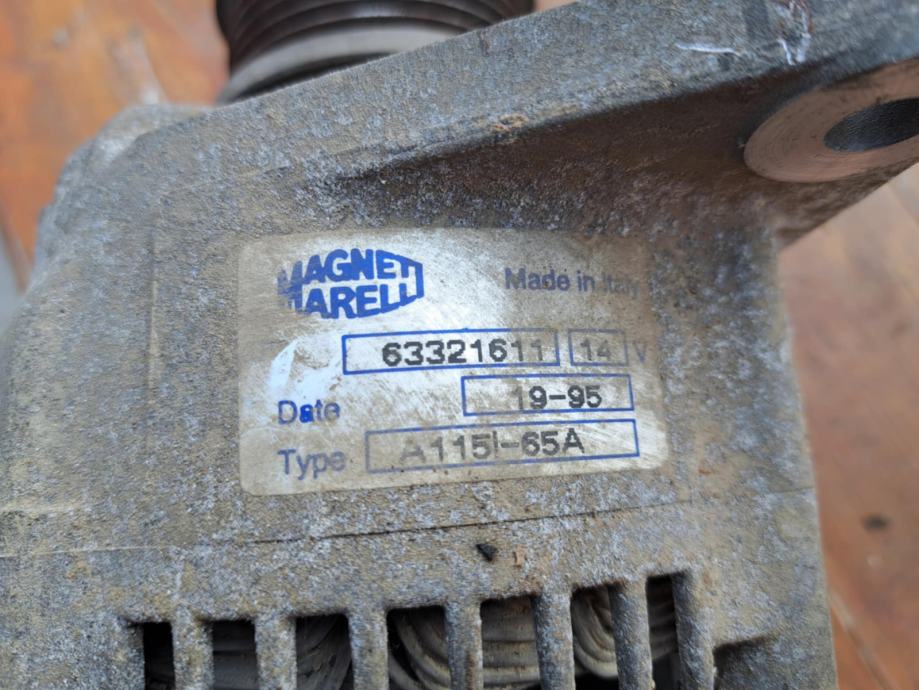 MAGNETI
MARELLI
Made in Italy
63321611 14 V
Date 19-95
Type A115I-65A